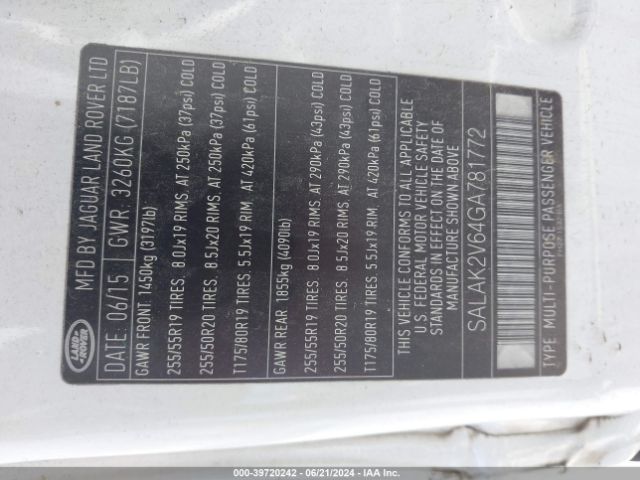 LAND
ROVER
MFD BY JAGUAR LAND ROVER LTD
DATE: 06/15 GWR. 3260KG (7187LB)
GAWR FRONT. 1450kg (3197lb)
255/55R19 TIRES. 8.0Jx19 RIMS. AT 250kPa (37psi) COLD
255/50R20 TIRES. 8.5Jx20 RIMS. AT 250kPa (37psi) COLD
T175/80R19 TIRES. 5.5Jx19 RIM. AT 420kPa (61psi) COLD
GAWR REAR. 1855kg (4090lb)
255/55R19 TIRES. 8.0Jx19 RIMS. AT 290kPa (43psi) COLD
255/50R20 TIRES. 8.5Jx20 RIMS. AT 290kPa (43psi) COLD
T175/80R19 TIRES. 5.5Jx19 RIM. AT 420kPa (61psi) COLD
THIS VEHICLE CONFORMS TO ALL APPLICABLE
U.S. FEDERAL MOTOR VEHICLE SAFETY
STANDARDS IN EFFECT ON THE DATE OF
MANUFACTURE SHOWN ABOVE
SALAK2V64GA781772
TYPE MULTI-PURPOSE PASSENGER VEHICLE
000-39720242 - 06/21/2024 - IAA Inc.